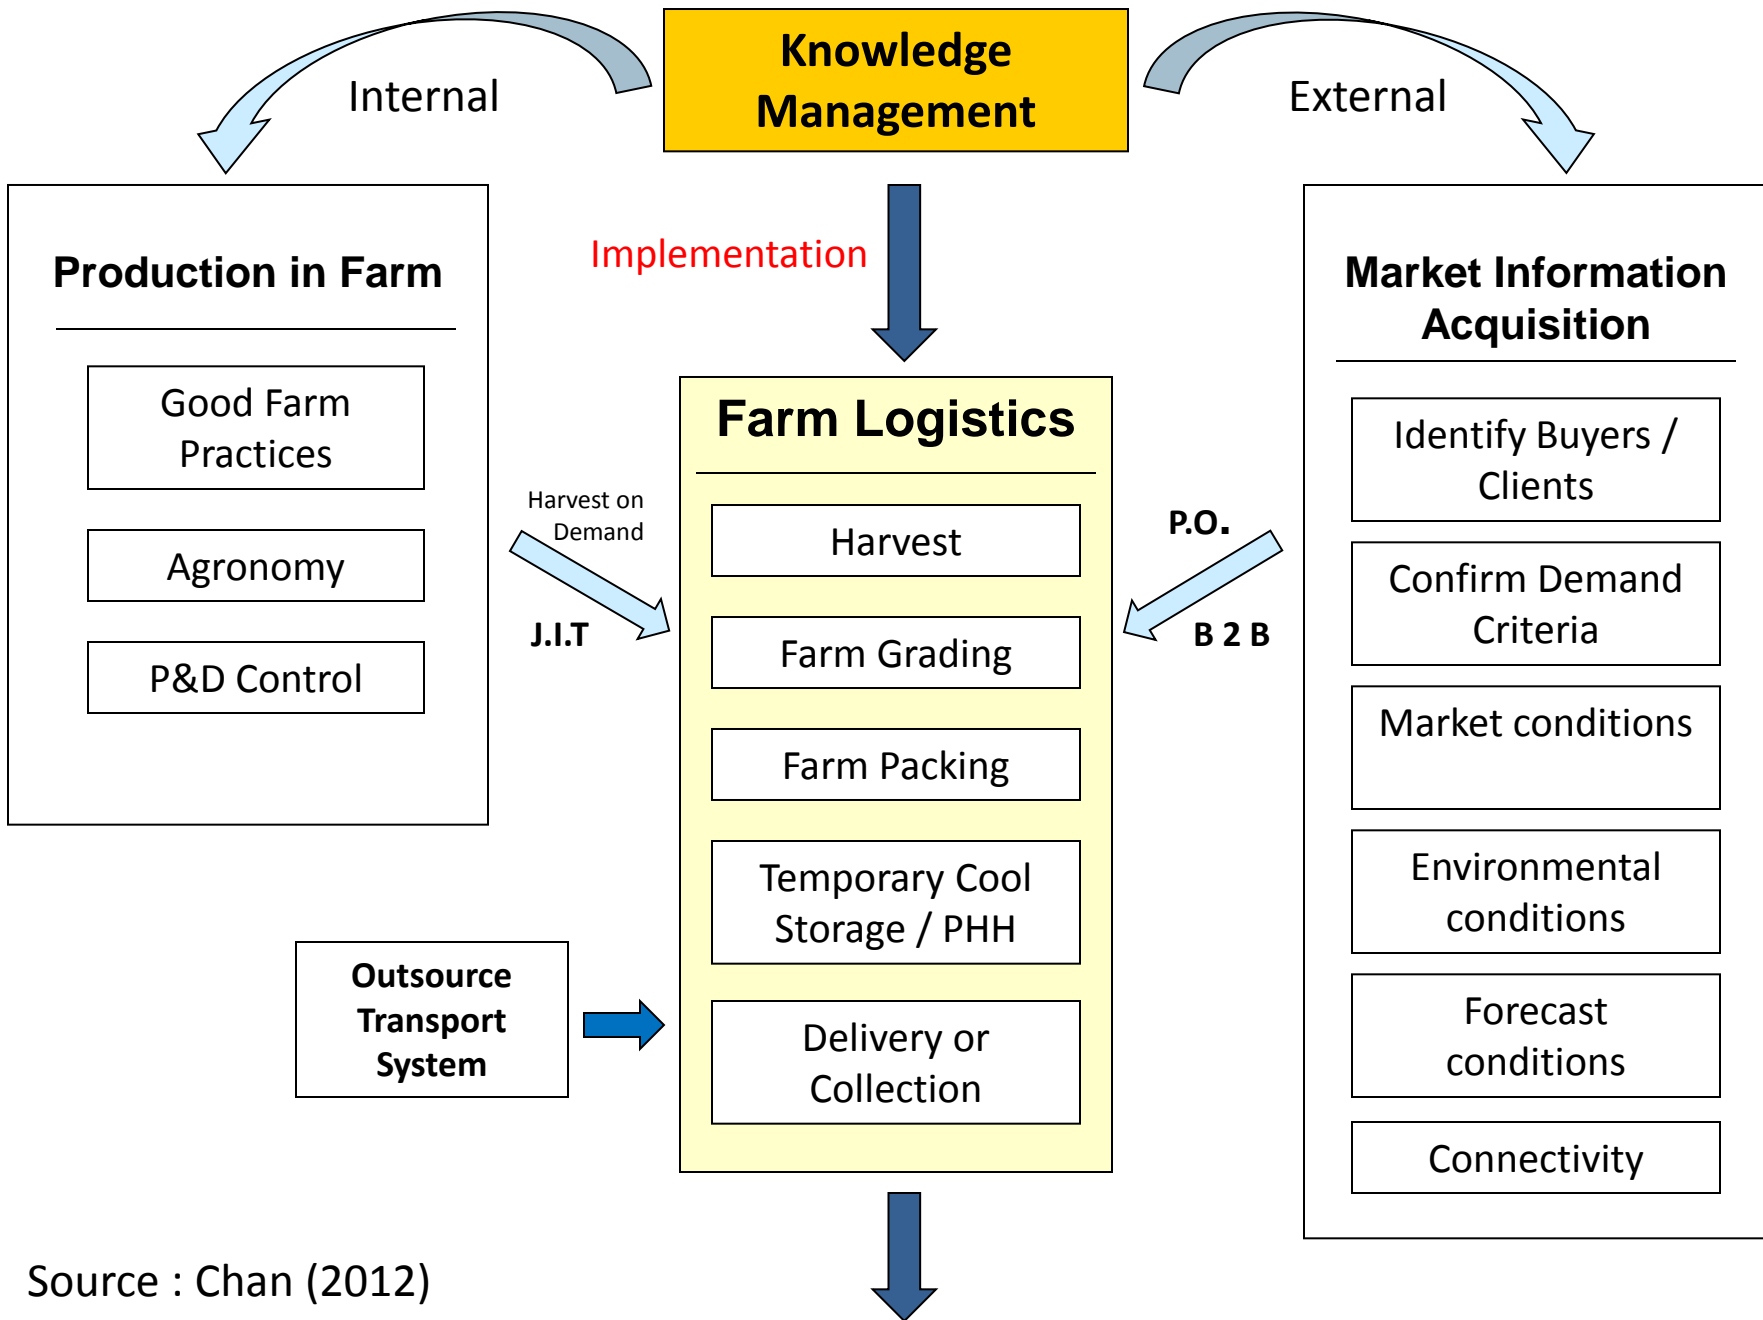 Knowledge
Management
Internal
External
Implementation
Production in Farm
Good Farm
Practices
Agronomy
P&D Control
Harvest on
Demand
J.I.T
Farm Logistics
Harvest
Farm Grading
Farm Packing
Temporary Cool
Storage / PHH
Delivery or
Collection
P.O.
B 2 B
Market Information
Acquisition
Identify Buyers /
Clients
Confirm Demand
Criteria
Market conditions
Environmental
conditions
Forecast
conditions
Connectivity
Outsource
Transport
System
Source : Chan (2012)